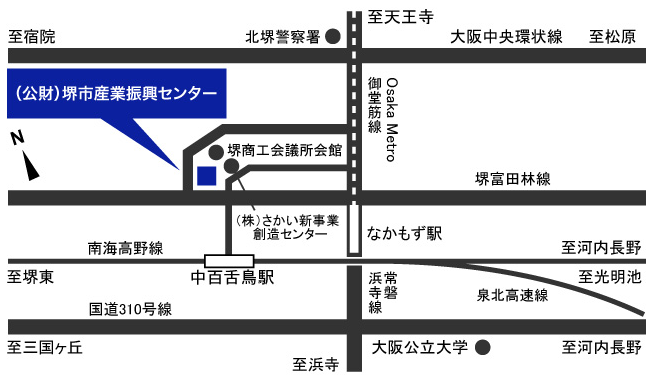 至天王寺
至宿院
北堺警察署
大阪中央環状線
至松原
(公財)堺市産業振興センター
Osaka Metro
御堂筋線
N
堺商工会議所会館
堺富田林線
(株)さかい新事業
創造センター
なかもず駅
南海高野線
至河内長野
至堺東
中百舌鳥駅
至光明池
常磐
浜寺線
泉北高速線
国道310号線
至三国ヶ丘
大阪公立大学
至河内長野
至浜寺